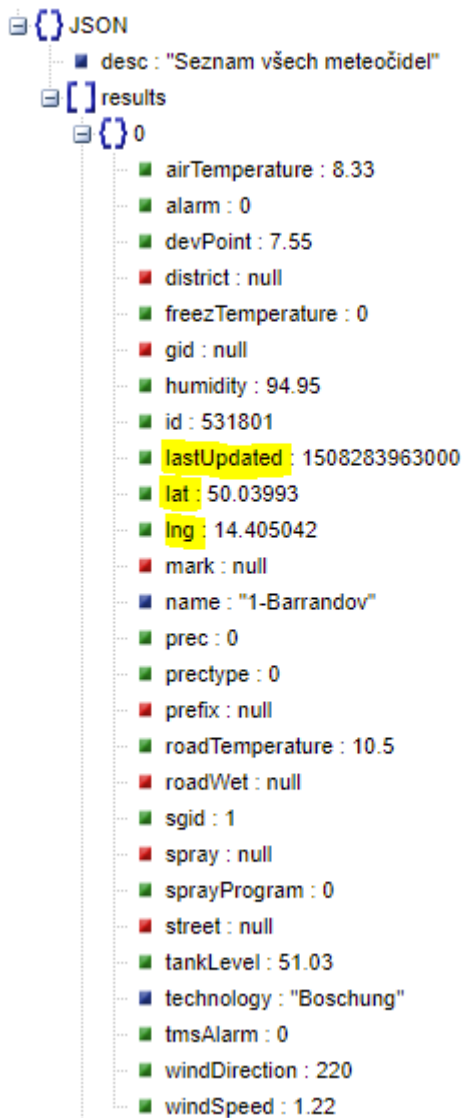 JSON
desc : "Seznam všech meteočidel"
results
0
airTemperature : 8.33
alarm : 0
devPoint : 7.55
district : null
freezTemperature : 0
gid : null
humidity : 94.95
id : 531801
lastUpdated : 1508283963000
lat : 50.03993
lng : 14.405042
mark : null
name : "1-Barrandov"
prec : 0
prectype : 0
prefix : null
roadTemperature : 10.5
roadWet : null
sgid : 1
spray : null
sprayProgram : 0
street : null
tankLevel : 51.03
technology : "Boschung"
tmsAlarm : 0
windDirection : 220
windSpeed : 1.22